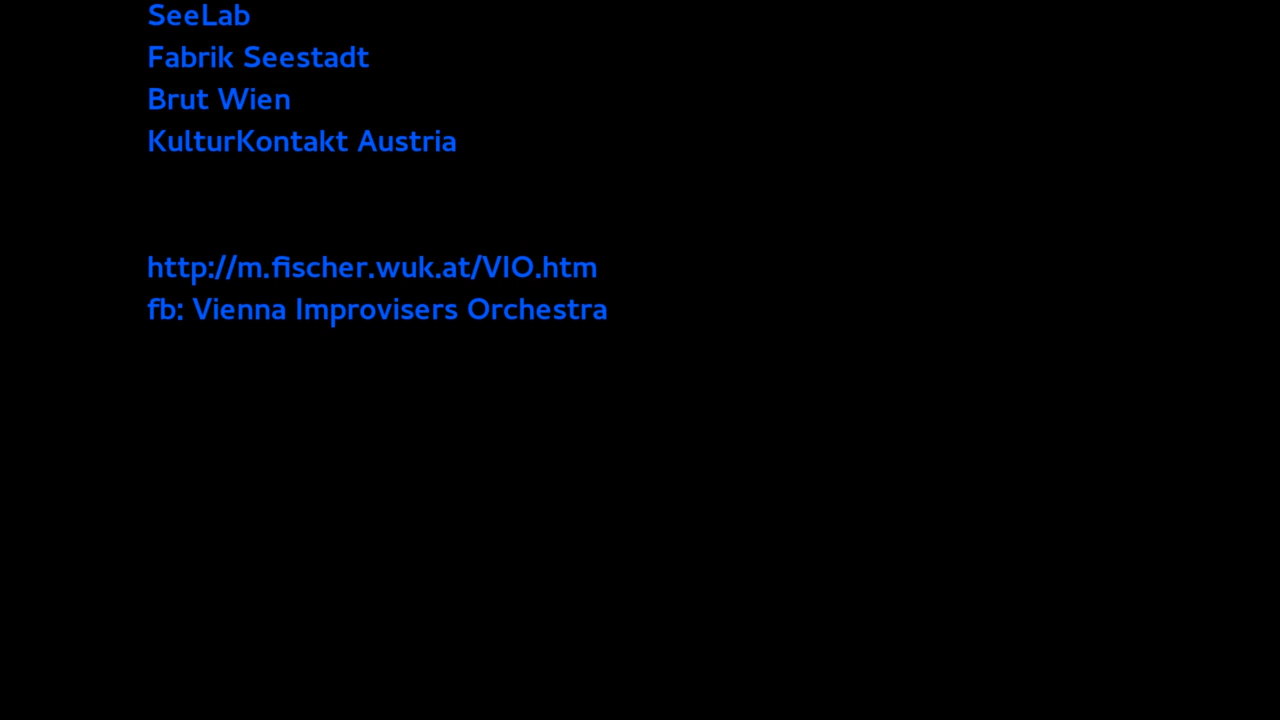 SeeLab
Fabrik Seestadt
Brut Wien
KulturKontakt Austria
http://m.fischer.wuk.at/VIO.htm
fb: Vienna Improvisers Orchestra